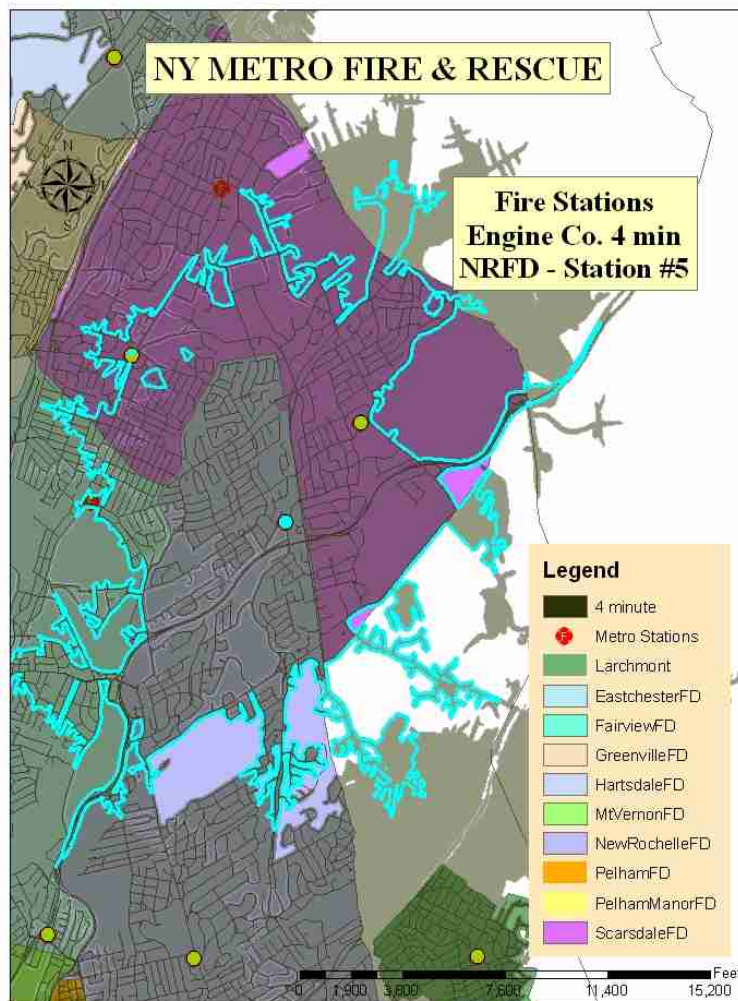 NY METRO FIRE & RESCUE
N
W
S
F
Fire Stations
Engine Co. 4 min
NRFD - Station #5
Legend
4 minute
F Metro Stations
Larchmont
EastchesterFD
FairviewFD
GreenvilleFD
HartsdaleFD
MtVernonFD
NewRochelleFD
PelhamFD
PelhamManorFD
ScarsdaleFD
Feet
0 1,900 3,800 7,600 11,400 15,200